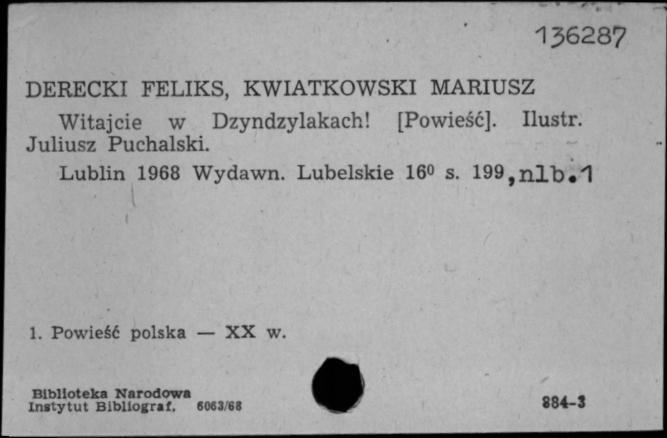 136287
DERECKI FELIKS, KWIATKOWSKI MARIUSZ
Witajcie w Dzyndzylakach! [Powieść]. Ilustr.
Juliusz Puchalski.
Lublin 1968 Wydawn. Lubelskie 16⁰ s. 199, nlb. 1
1. Powieść polska — XX w.
Biblioteka Narodowa
Instytut Bibliograf. 6063/68
884-3